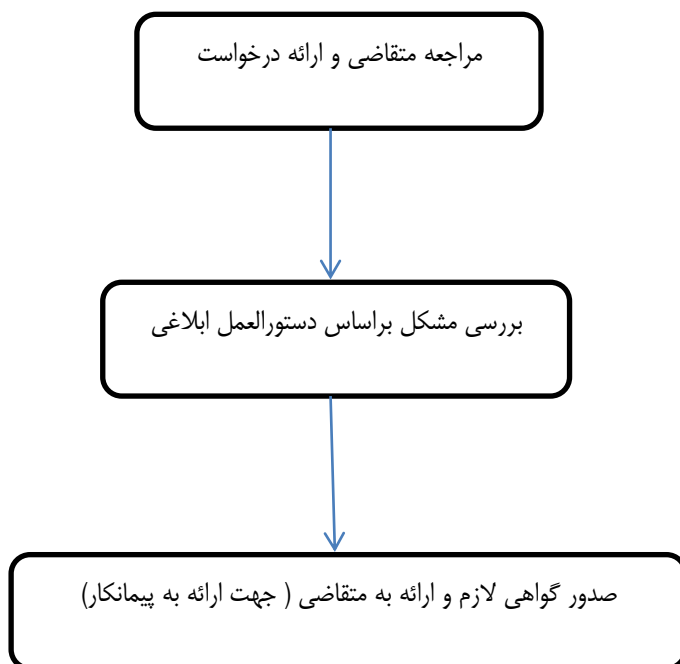 مراجعه متقاضی و ارائه درخواست
بررسی مشکل براساس دستورالعمل ابلاغی
صدور گواهی لازم و ارائه به متقاضی ( جهت ارائه به پیمانکار)